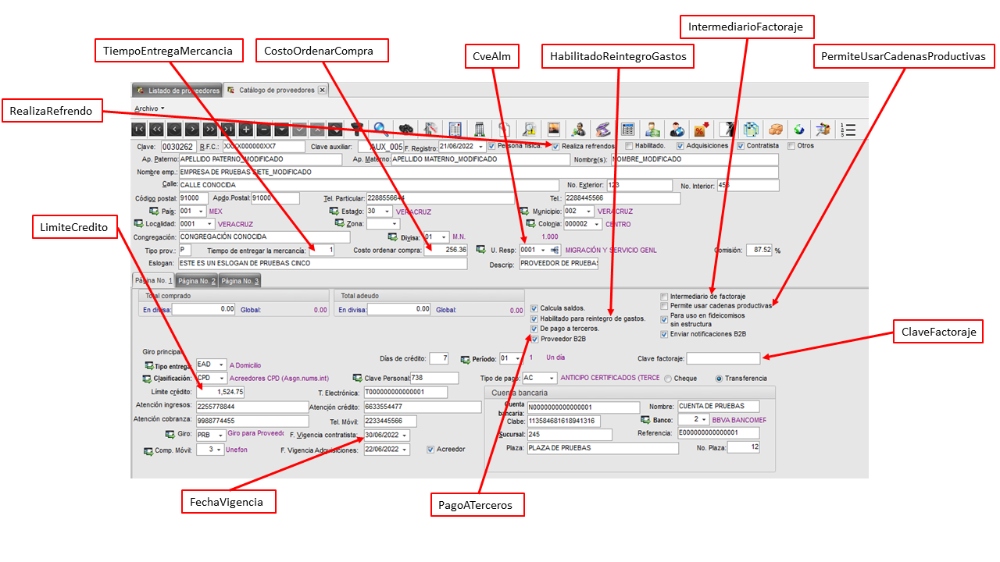 IntermediarioFactoraje
TiempoEntregaMercancia
CostoOrdenarCompra
CveAlm
HabilitadoReintegroGastos
PermiteUsarCadenasProductivas
RealizaRefrendo
Listado de proveedores
Catálogo de proveedores
Archivo
Clave: 0030262 R.F.C.: XXXX000000XX7 Clave auxiliar: AUX_005 F. Registro: 21/06/2022 Persona física. Realiza refrendos. Habilitado. Adquisiciones Contratista Otros
Ap. Paterno: APELLIDO PATERNO_MODIFICADO Ap. Materno: APELLIDO MATERNO_MODIFICADO Nombre(s): NOMBRE_MODIFICADO
Nombre emp.: EMPRESA DE PRUEBAS SIETE_MODIFICADO
Calle: CALLE CONOCIDA No. Exterior: 123 No. Interior: 456
Código postal: 91000 Apdo.Postal: 91000 Tel. Particular: 2288556644 Tel.: 2288445566
País: 001 MEX Estado: 30 VERACRUZ Municipio: 002 VERACRUZ
LimiteCredito
Localidad: 0001 VERACRUZ Zona: Colonia: 000002 CENTRO
Congregación: CONGREGACIÓN CONOCIDA Divisa: 01 M.N. 1.000
Tipo prov.: P Tiempo de entregar la mercancía: 1 Costo ordenar compra: 256.36 U. Resp: 0001 MIGRACIÓN Y SERVICIO GENL Comisión: 87.52 %
Eslogan: ESTE ES UN ESLOGAN DE PRUEBAS CINCO Descrip: PROVEEDOR DE PRUEBAS
Página No. 1 Página No. 2 Página No. 3
Total comprado Total adeudo
En divisa: 0.00 Global: 0.00 En divisa: 0.00 Global: 0.00
Calcula saldos.
Habilitado para reintegro de gastos.
De pago a terceros.
Proveedor B2B
Intermediario de factoraje
Permite usar cadenas productivas
Para uso en fideicomisos
sin estructura
Enviar notificaciones B2B
ClaveFactoraje
Giro principal
Tipo entrega: EAD A Domicilio Días de crédito: 7 Período: 01 1 Un día Clave factoraje:
Clasificación: CPD Acreedores CPD (Asgn.nums.int) Clave Personal: 738 Tipo de pago: AC ANTICIPO CERTIFICADOS (TERCE Cheque Transferencia
Límite crédito: 1,524.75 T. Electrónica: T000000000000001
Atención ingresos: 2255778844 Atención crédito: 6633554477
Atención cobranza: 9988774455 Tel. Móvil: 2233445566
Giro: PRB Giro para Proveedo F. Vigencia contratista: 30/06/2022
Comp. Móvil: 3 Unefon F. Vigencia Adquisiciones: 22/06/2022 Acreedor
Cuenta bancaria
Cuenta
bancaria: N0000000000000001 Nombre: CUENTA DE PRUEBAS
Clabe: 1135846818941316 Banco: 2 BBVA BANCOMER
Sucursal: 245 Referencia: E000000000000001
Plaza: PLAZA DE PRUEBAS No. Plaza: 12
FechaVigencia
PagoATerceros